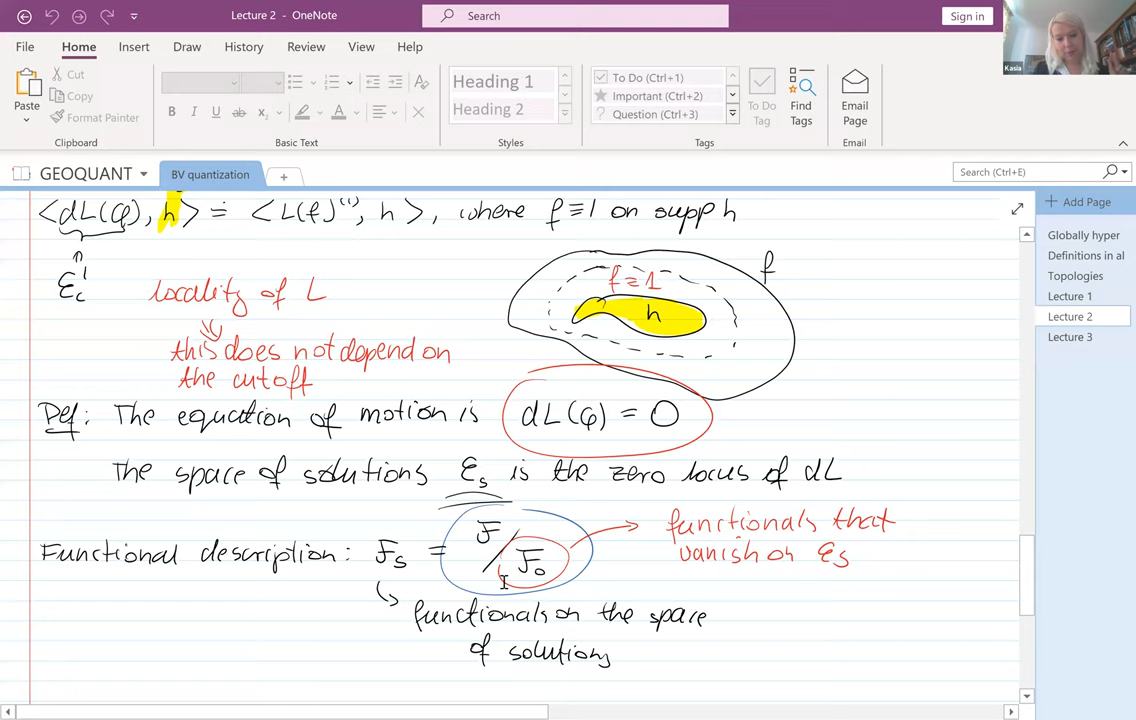 Lecture 2 - OneNote
Search
Sign in
Kasia
File Home Insert Draw History Review View Help
Paste
Cut
Copy
Format Painter
Clipboard
B I U ab x₂ A
Basic Text
Heading 1
Heading 2
Styles
To Do (Ctrl+1)
Important (Ctrl+2)
Question (Ctrl+3)
To Do Tag
Find Tags
Tags
Email Page
Email
GEOQUANT
BV quantization
Search (Ctrl+E)
Add Page
Globally hyper
Definitions in al
Topologies
Lecture 1
Lecture 2
Lecture 3
<dL(φ), h> ≐ <L(f)⁽¹⁾, h>, where f ≡ 1 on supp h
ℰ'c
locality of L
this does not depend on
the cutoff
f
f ≡ 1
h
Def: The equation of motion is dL(φ) = 0
The space of solutions ℰs is the zero locus of dL
Functional description: ℱs = ℱ/ℱ₀
functionals that
vanish on ℰs
functionals on the space
of solutions